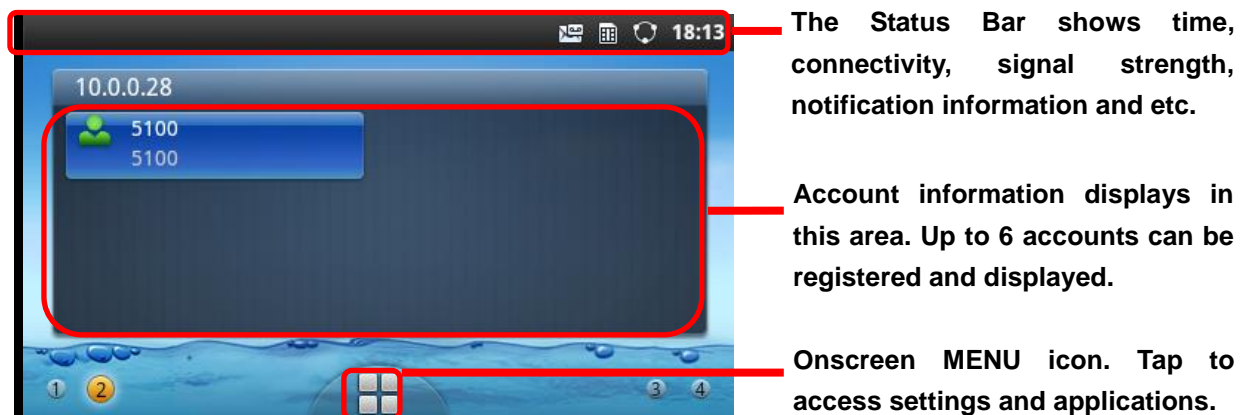 18:13
10.0.0.28
5100
5100
1 2 3 4
The Status Bar shows time,
connectivity, signal strength,
notification information and etc.
Account information displays in
this area. Up to 6 accounts can be
registered and displayed.
Onscreen MENU icon. Tap to
access settings and applications.